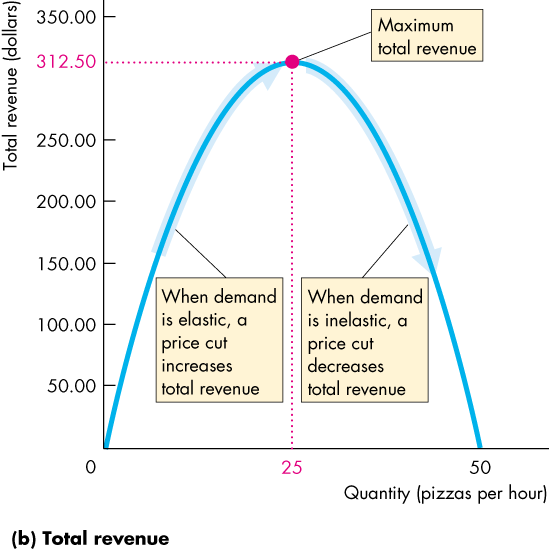 Total revenue (dollars)
350.00
312.50
250.00
200.00
150.00
100.00
50.00
0
Maximum
total revenue
When demand
is elastic, a
price cut
increases
total revenue
When demand
is inelastic, a
price cut
decreases
total revenue
25
50
Quantity (pizzas per hour)
(b) Total revenue